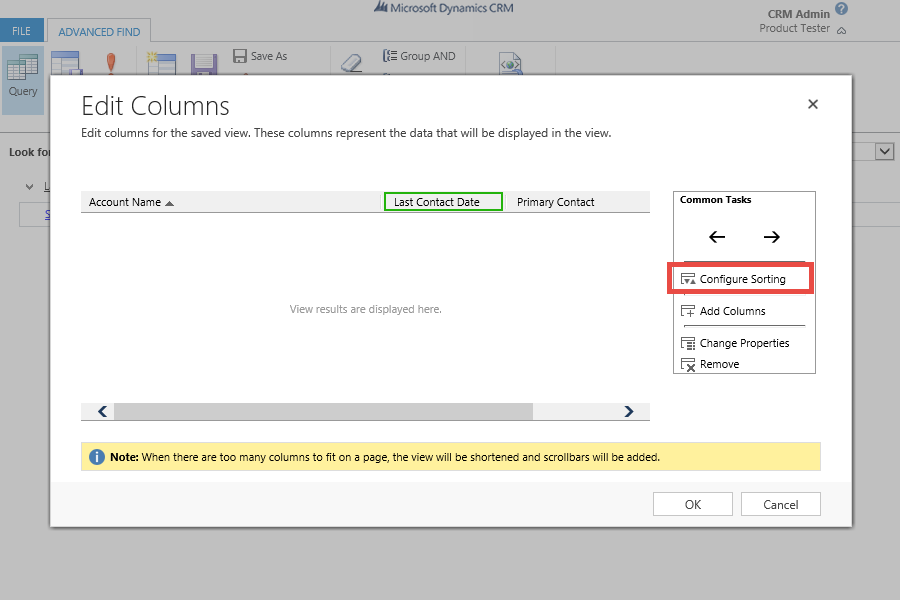 Microsoft Dynamics CRM
CRM Admin
Product Tester
FILE
ADVANCED FIND
Save As
Group AND
Query
Look for
Edit Columns
Edit columns for the saved view. These columns represent the data that will be displayed in the view.
Account Name
Last Contact Date
Primary Contact
View results are displayed here.
Common Tasks
Configure Sorting
Add Columns
Change Properties
Remove
Note: When there are too many columns to fit on a page, the view will be shortened and scrollbars will be added.
OK
Cancel